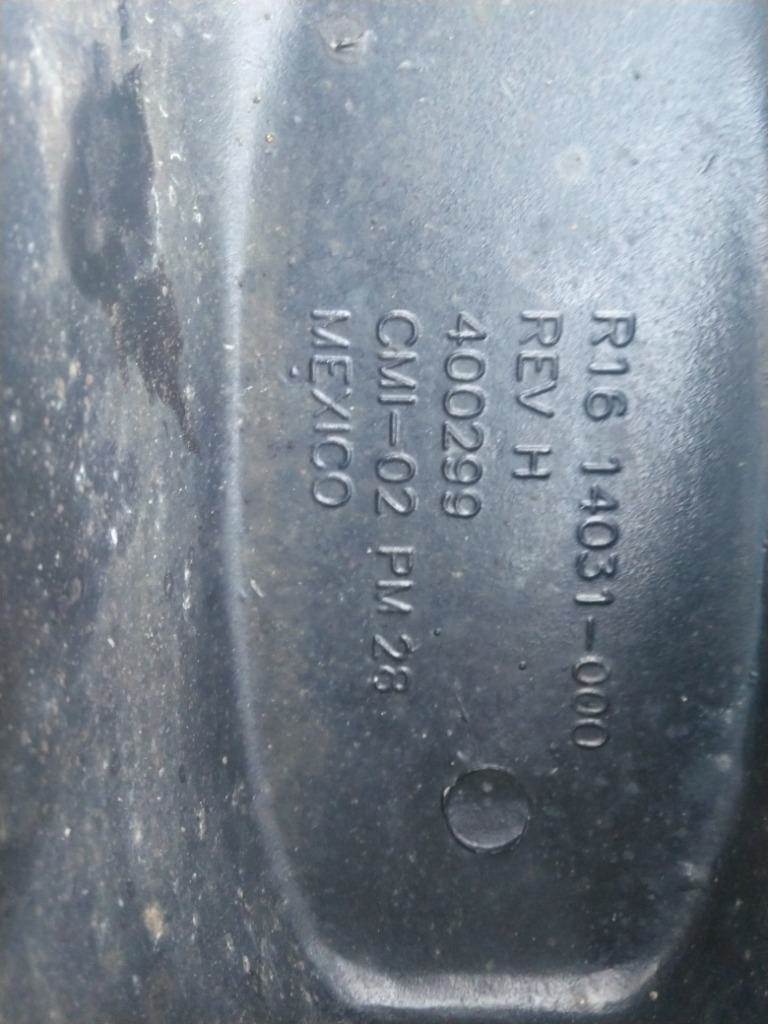 R16 14031-000
REV H
400299
CMI-02 PM 28
MEXICO